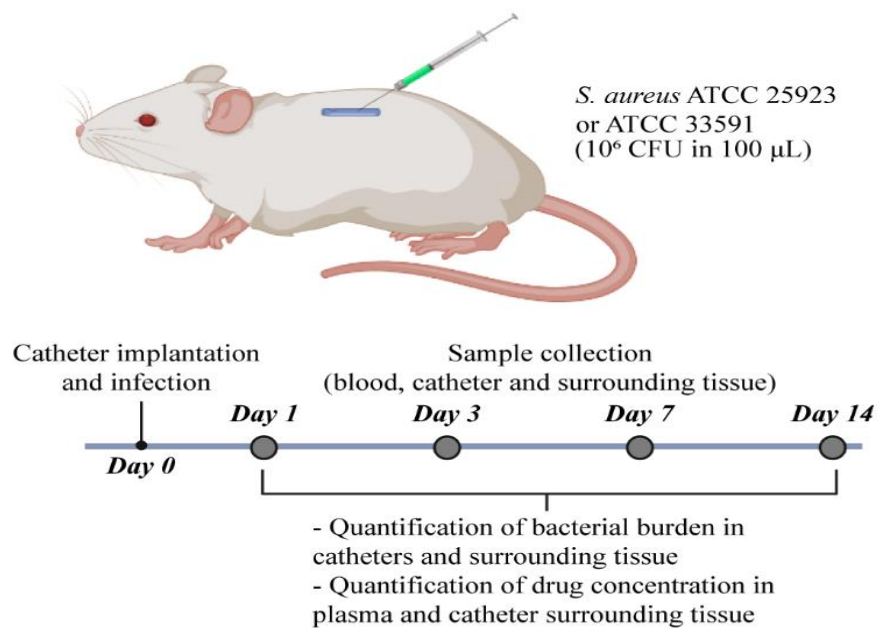 S. aureus ATCC 25923
or ATCC 33591
(10⁶ CFU in 100 µL)
Catheter implantation
and infection
Sample collection
(blood, catheter and surrounding tissue)
Day 1
Day 3
Day 7
Day 14
Day 0
- Quantification of bacterial burden in
catheters and surrounding tissue
- Quantification of drug concentration in
plasma and catheter surrounding tissue